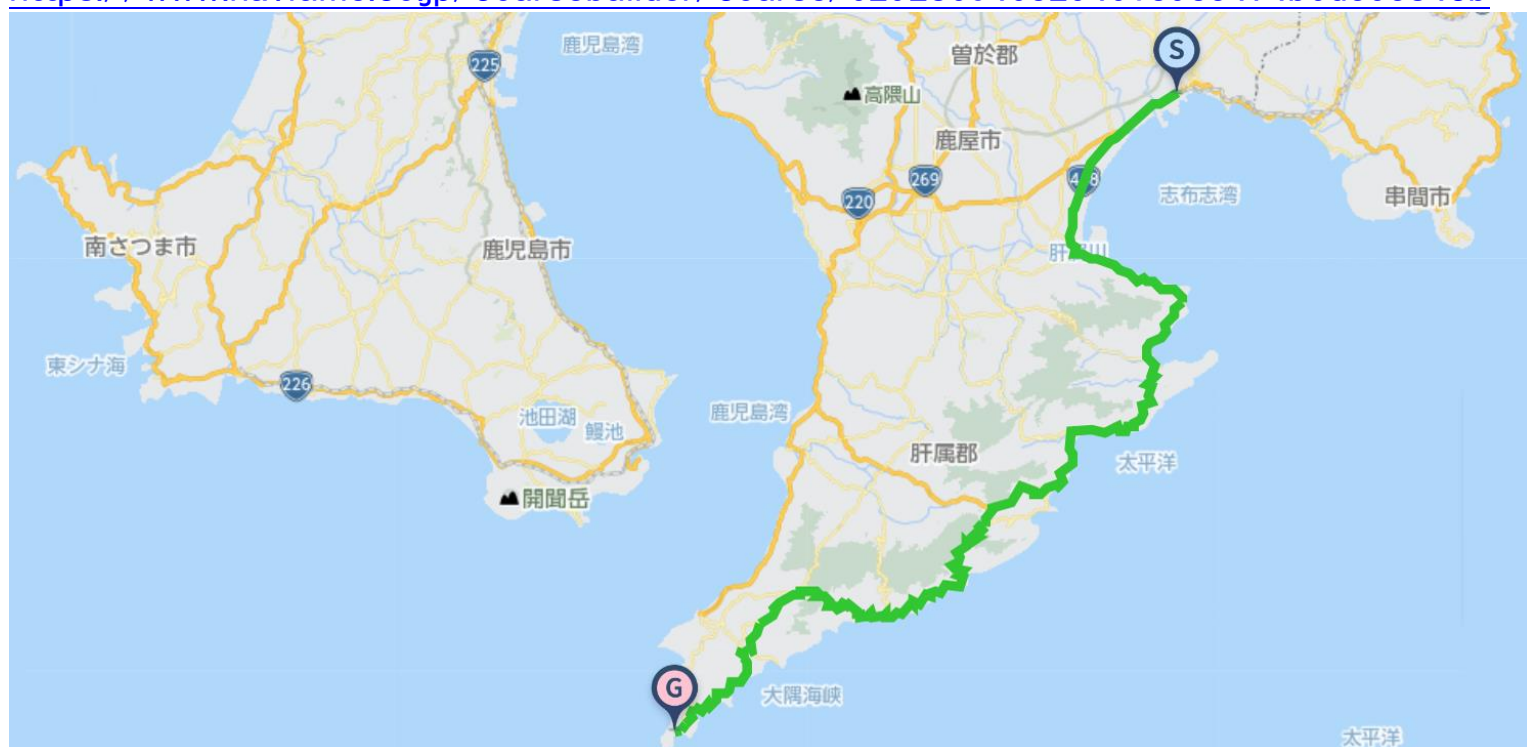 鹿児島湾
225
曽於郡
S
高隈山
鹿屋市
269
448
220
志布志湾
串間市
南さつま市
鹿児島市
東シナ海
226
池田湖
鰻池
鹿児島湾
肝属郡
太平洋
開聞岳
G
大隅海峡
太平洋